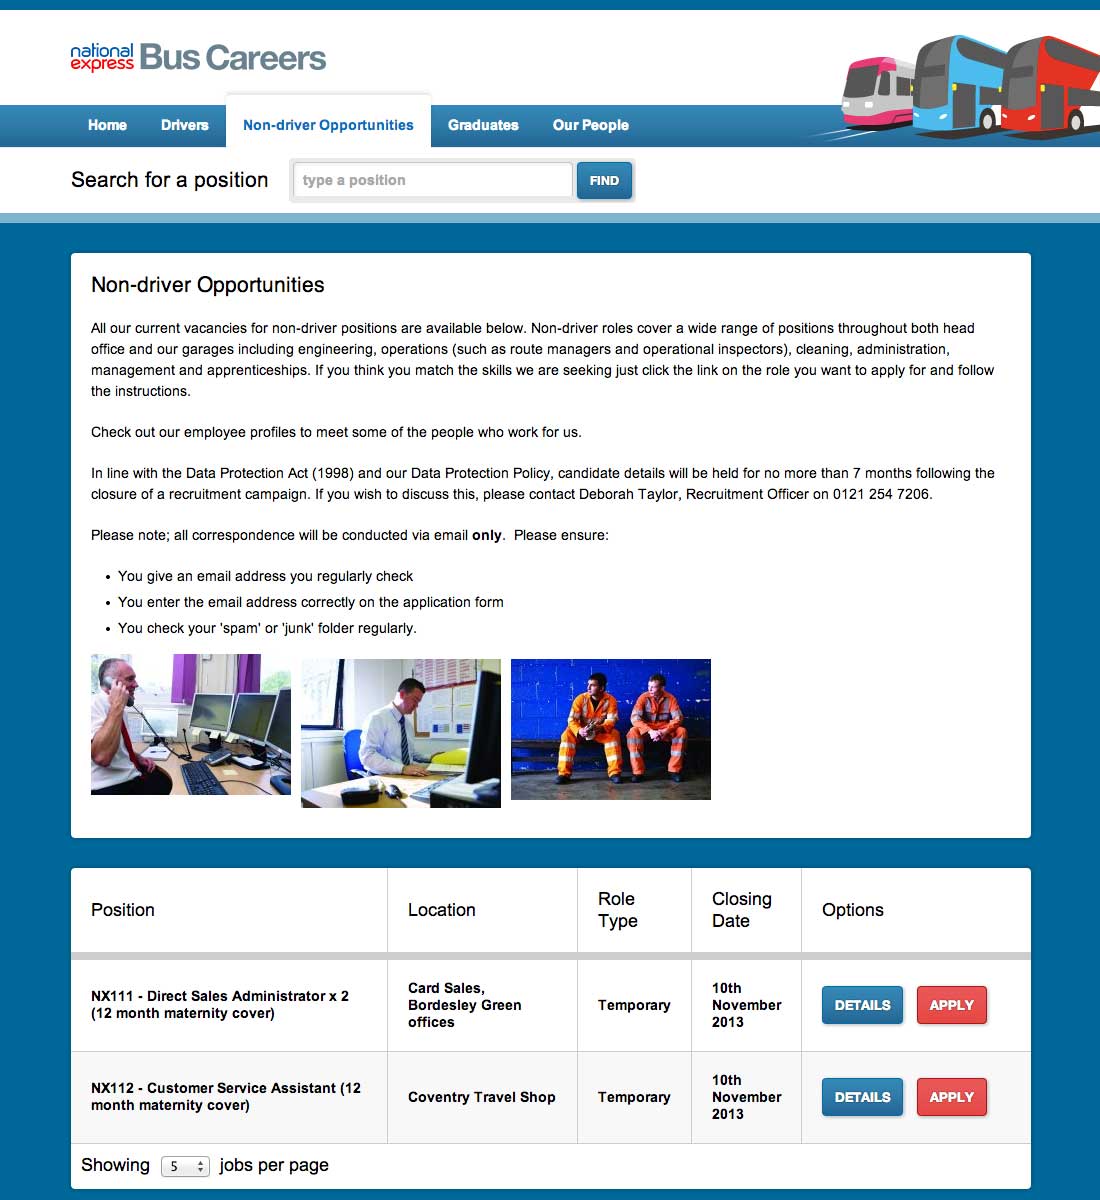 national
express Bus Careers
Home Drivers Non-driver Opportunities Graduates Our People
Search for a position type a position FIND
Non-driver Opportunities
All our current vacancies for non-driver positions are available below. Non-driver roles cover a wide range of positions throughout both head
office and our garages including engineering, operations (such as route managers and operational inspectors), cleaning, administration,
management and apprenticeships. If you think you match the skills we are seeking just click the link on the role you want to apply for and follow
the instructions.
Check out our employee profiles to meet some of the people who work for us.
In line with the Data Protection Act (1998) and our Data Protection Policy, candidate details will be held for no more than 7 months following the
closure of a recruitment campaign. If you wish to discuss this, please contact Deborah Taylor, Recruitment Officer on 0121 254 7206.
Please note; all correspondence will be conducted via email only.  Please ensure:
• You give an email address you regularly check
• You enter the email address correctly on the application form
• You check your 'spam' or 'junk' folder regularly.
Position
Location
Role
Type
Closing
Date
Options
NX111 - Direct Sales Administrator x 2
(12 month maternity cover)
Card Sales,
Bordesley Green
offices
Temporary
10th
November
2013
DETAILS APPLY
NX112 - Customer Service Assistant (12
month maternity cover)
Coventry Travel Shop
Temporary
10th
November
2013
DETAILS APPLY
Showing 5 jobs per page